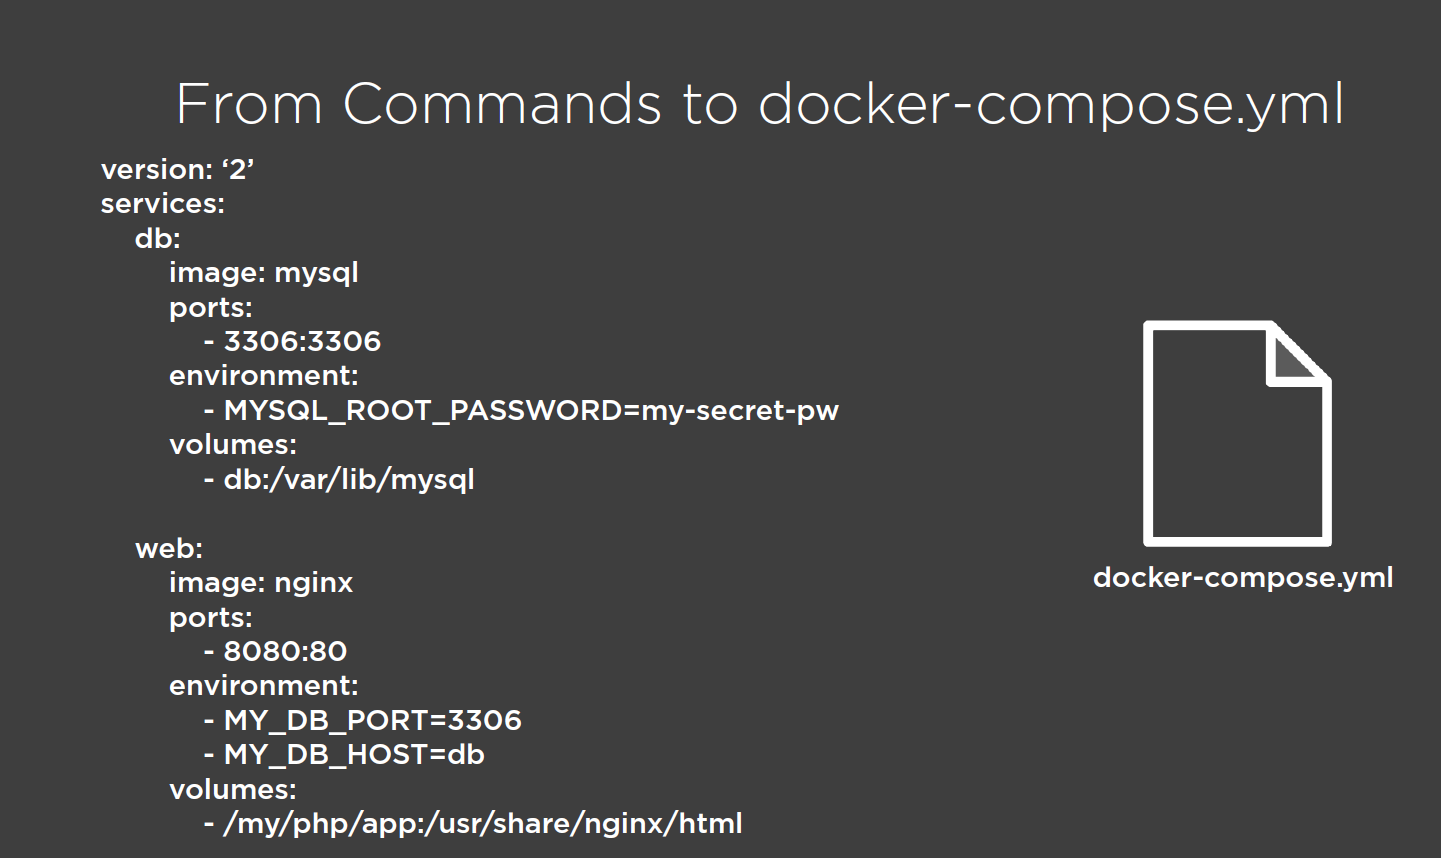 From Commands to docker-compose.yml
version: ‘2’
services:
db:
image: mysql
ports:
- 3306:3306
environment:
- MYSQL_ROOT_PASSWORD=my-secret-pw
volumes:
- db:/var/lib/mysql
web:
image: nginx
ports:
- 8080:80
environment:
- MY_DB_PORT=3306
- MY_DB_HOST=db
volumes:
- /my/php/app:/usr/share/nginx/html
docker-compose.yml